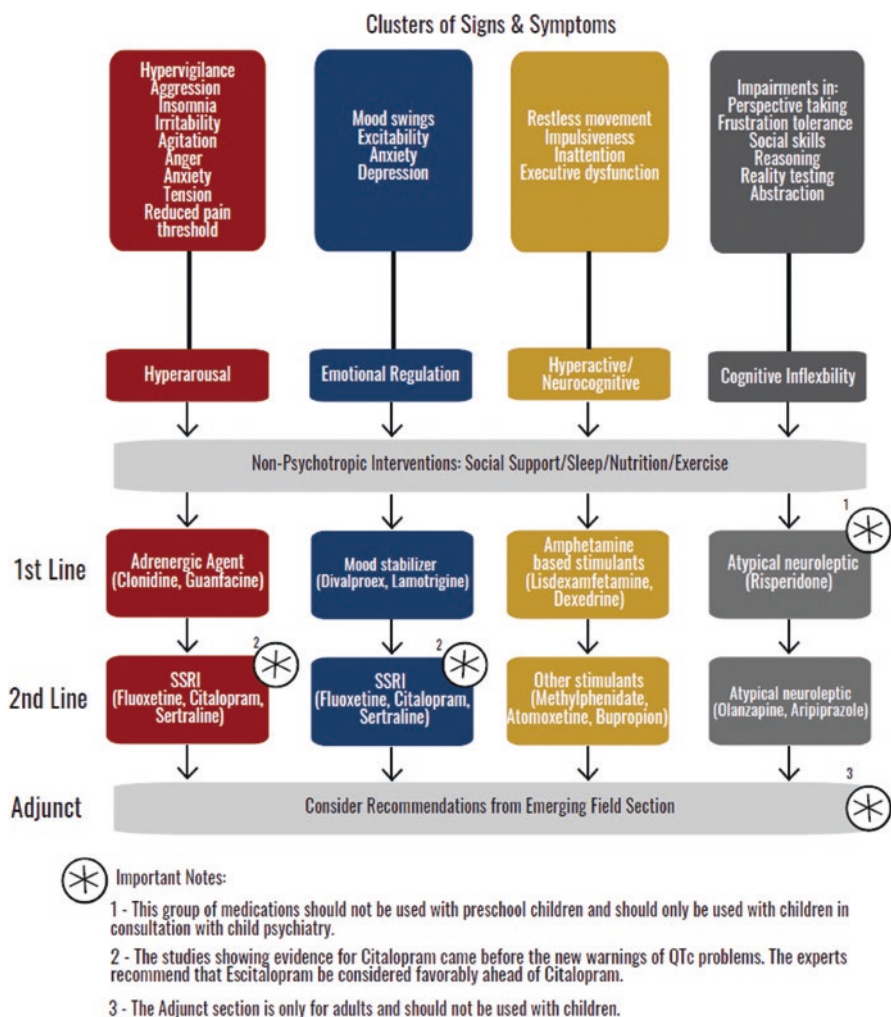 Clusters of Signs & Symptoms
Hypervigilance
Aggression
Insomnia
Irritability
Agitation
Anger
Anxiety
Tension
Reduced pain
threshold
Mood swings
Excitability
Anxiety
Depression
Restless movement
Impulsiveness
Inattention
Executive dysfunction
Impairments in:
Perspective taking
Frustration tolerance
Social skills
Reasoning
Reality testing
Abstraction
Hyperarousal
Emotional Regulation
Hyperactive/
Neurocognitive
Cognitive Inflexbility
Non-Psychotropic Interventions: Social Support/Sleep/Nutrition/Exercise
1st Line
Adrenergic Agent
(Clonidine, Guanfacine)
Mood stabilizer
(Divalproex, Lamotrigine)
Amphetamine
based stimulants
(Lisdexamfetamine,
Dexedrine)
1
Atypical neuroleptic
(Risperidone)
2nd Line
2
SSRI
(Fluoxetine, Citalopram,
Sertraline)
2
SSRI
(Fluoxetine, Citalopram,
Sertraline)
Other stimulants
(Methylphenidate,
Atomoxetine, Bupropion)
Atypical neuroleptic
(Olanzapine, Aripiprazole)
Adjunct
Consider Recommendations from Emerging Field Section
3
Important Notes:
1 - This group of medications should not be used with preschool children and should only be used with children in
consultation with child psychiatry.
2 - The studies showing evidence for Citalopram came before the new warnings of QTc problems. The experts
recommend that Escitalopram be considered favorably ahead of Citalopram.
3 - The Adjunct section is only for adults and should not be used with children.